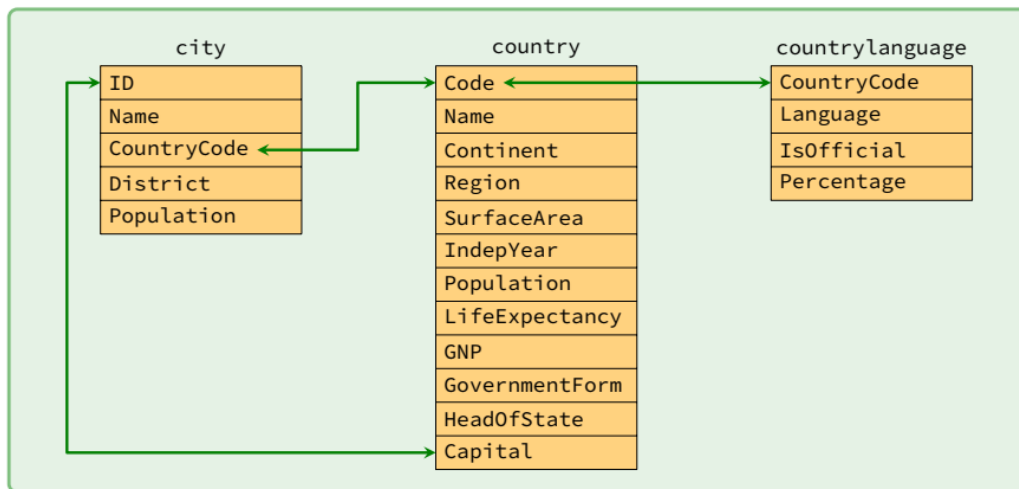 city
ID
Name
CountryCode
District
Population
country
Code
Name
Continent
Region
SurfaceArea
IndepYear
Population
LifeExpectancy
GNP
GovernmentForm
HeadOfState
Capital
countrylanguage
CountryCode
Language
IsOfficial
Percentage